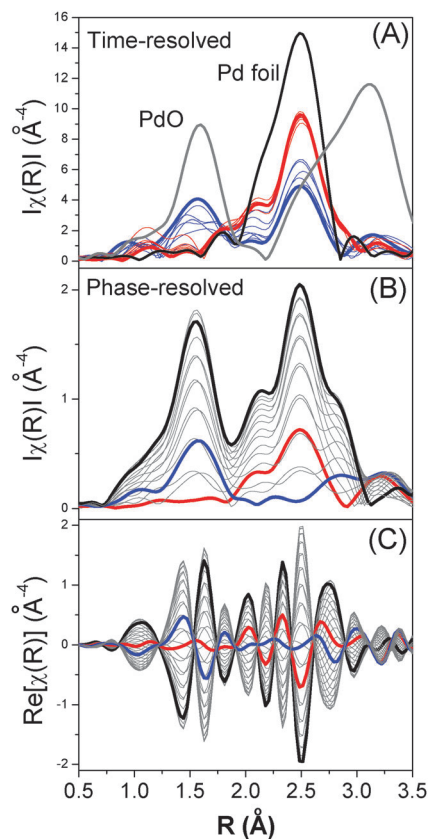 16
14
12
10
8
6
4
2
0
Time-resolved
(A)
Pd foil
PdO
|χ(R)| (Å⁻⁴)
2
1
0
Phase-resolved
(B)
|χ(R)| (Å⁻⁴)
2
1
0
-1
-2
(C)
Re[χ(R)] (Å⁻⁴)
0.5 1.0 1.5 2.0 2.5 3.0 3.5
R (Å)